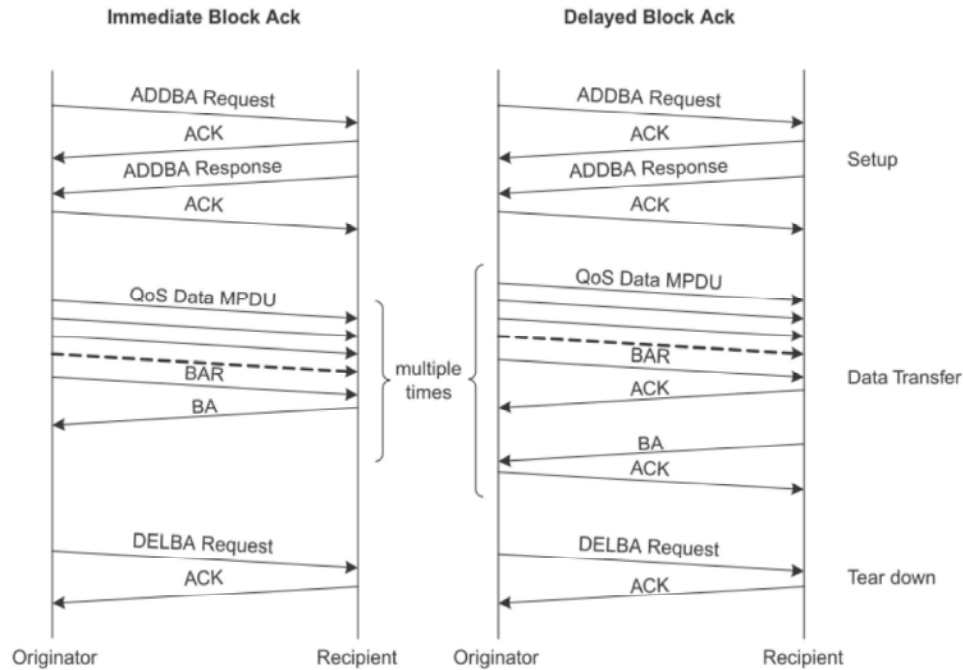 Immediate Block Ack
Delayed Block Ack
ADDBA Request
ACK
ADDBA Response
ACK
QoS Data MPDU
BAR
BA
DELBA Request
ACK
Originator
Recipient
multiple
times
ADDBA Request
ACK
ADDBA Response
ACK
QoS Data MPDU
BAR
ACK
BA
ACK
DELBA Request
ACK
Originator
Recipient
Setup
Data Transfer
Tear down